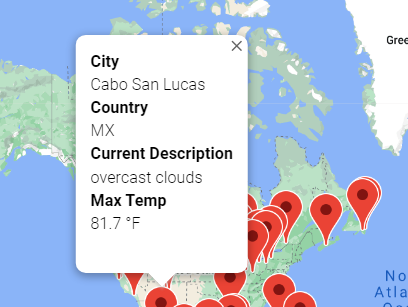 City
Cabo San Lucas
Country
MX
Current Description
overcast clouds
Max Temp
81.7 °F
Gree
No
Atla